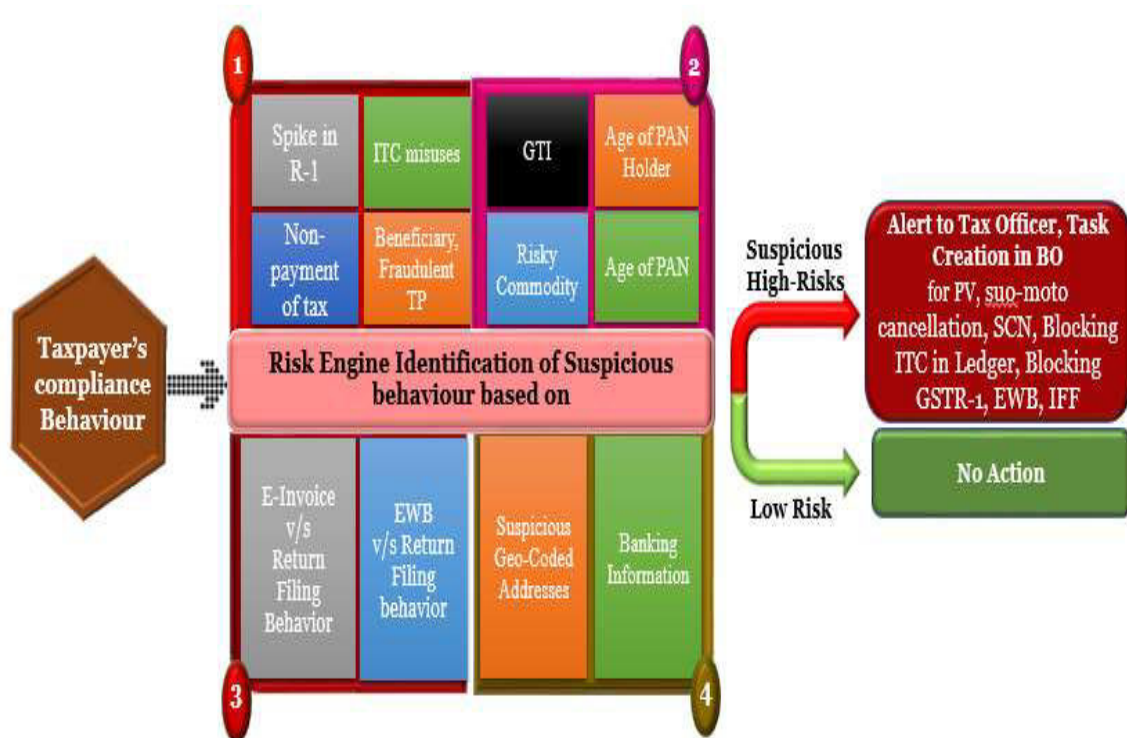 1
2
Spike in
R-1
ITC misuses
GTI
Age of PAN
Holder
Non-
payment
of tax
Beneficiary,
Fraudulent
TP
Risky
Commodity
Age of PAN
Taxpayer's
compliance
Behaviour
Risk Engine Identification of Suspicious
behaviour based on
E-Invoice
v/s
Return
Filing
Behavior
EWB
v/s Return
Filing
behavior
Suspicious
Geo-Coded
Addresses
Banking
Information
3
4
Suspicious
High-Risks
Alert to Tax Officer, Task
Creation in BO
for PV, suo-moto
cancellation, SCN, Blocking
ITC in Ledger, Blocking
GSTR-1, EWB, IFF
Low Risk
No Action